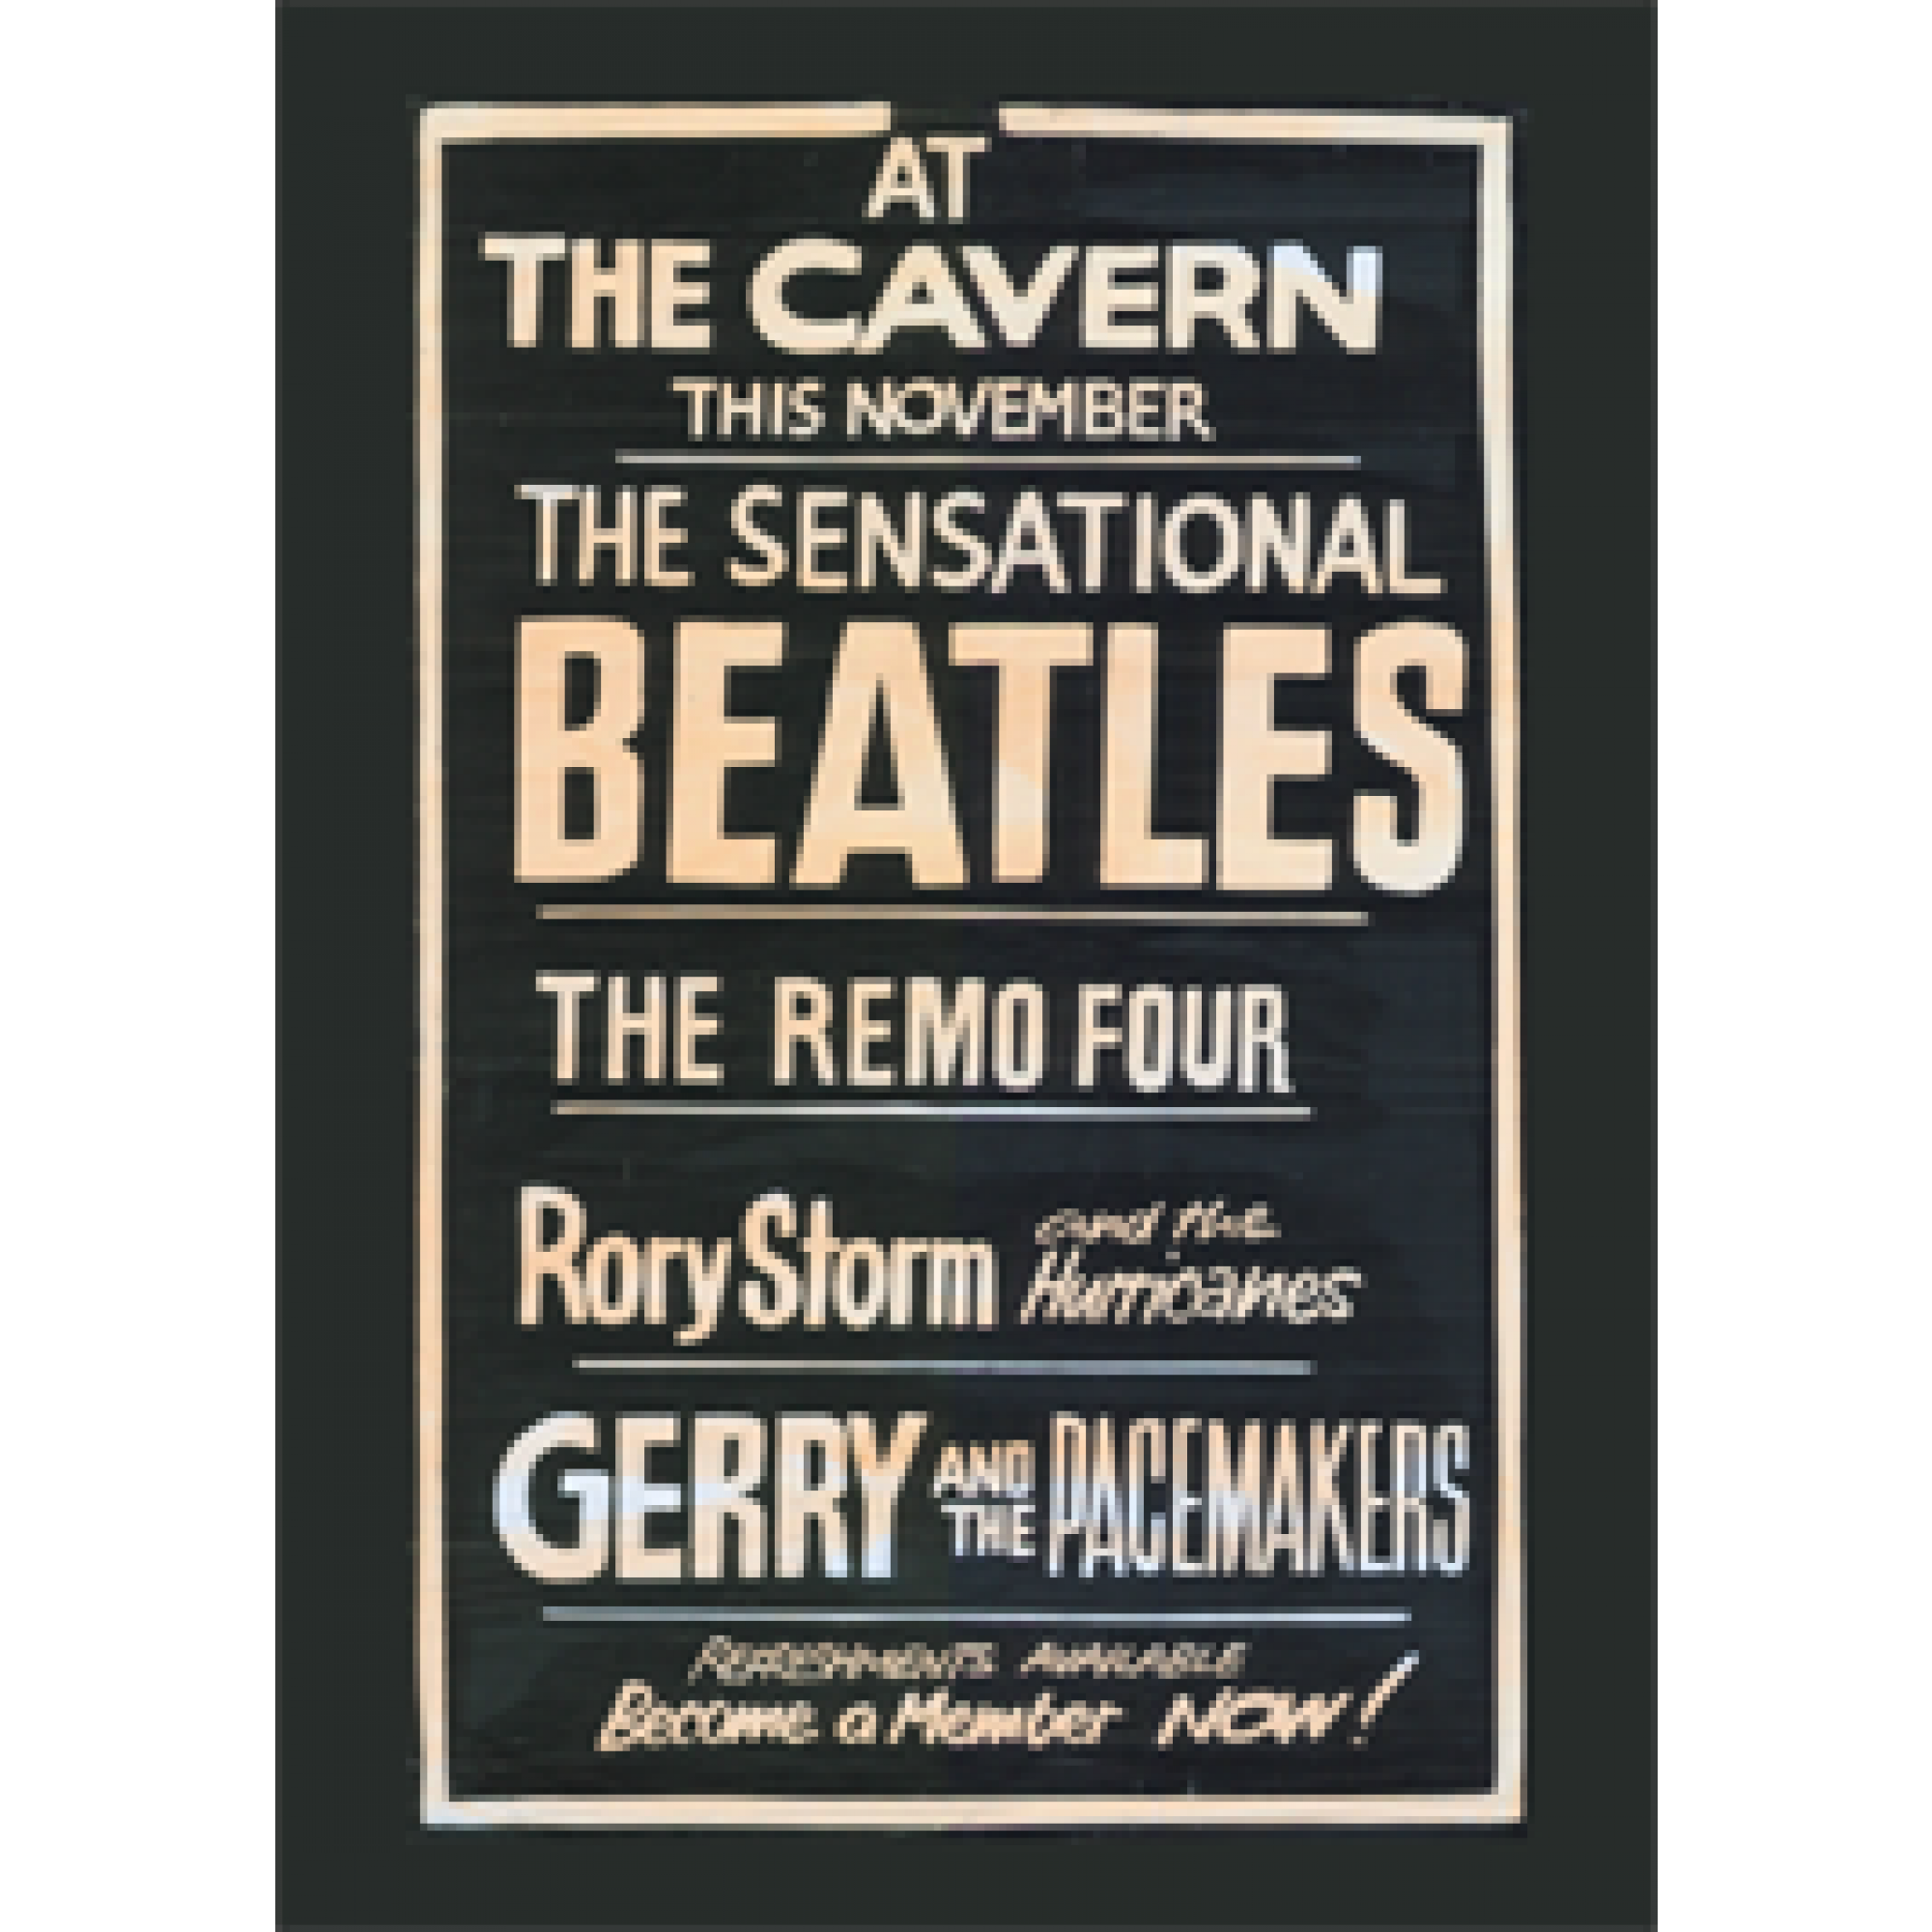 AT
THE CAVERN
THIS NOVEMBER
THE SENSATIONAL
BEATLES
THE REMO FOUR
Rory Storm and the Hurricanes
GERRY AND THE PACEMAKERS
REFRESHMENTS AVAILABLE
Become a Member NOW!